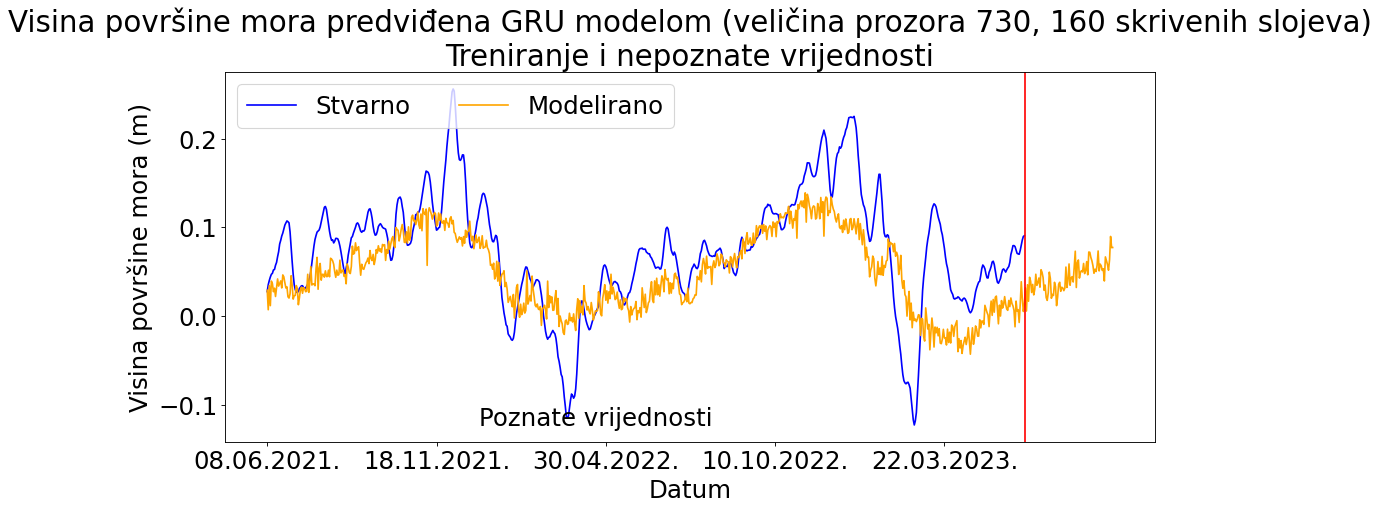 Visina površine mora predviđena GRU modelom (veličina prozora 730, 160 skrivenih slojeva)
Treniranje i nepoznate vrijednosti
Stvarno Modelirano
Visina površine mora (m)
0.2
0.1
0.0
−0.1
Poznate vrijednosti
08.06.2021. 18.11.2021. 30.04.2022. 10.10.2022. 22.03.2023.
Datum